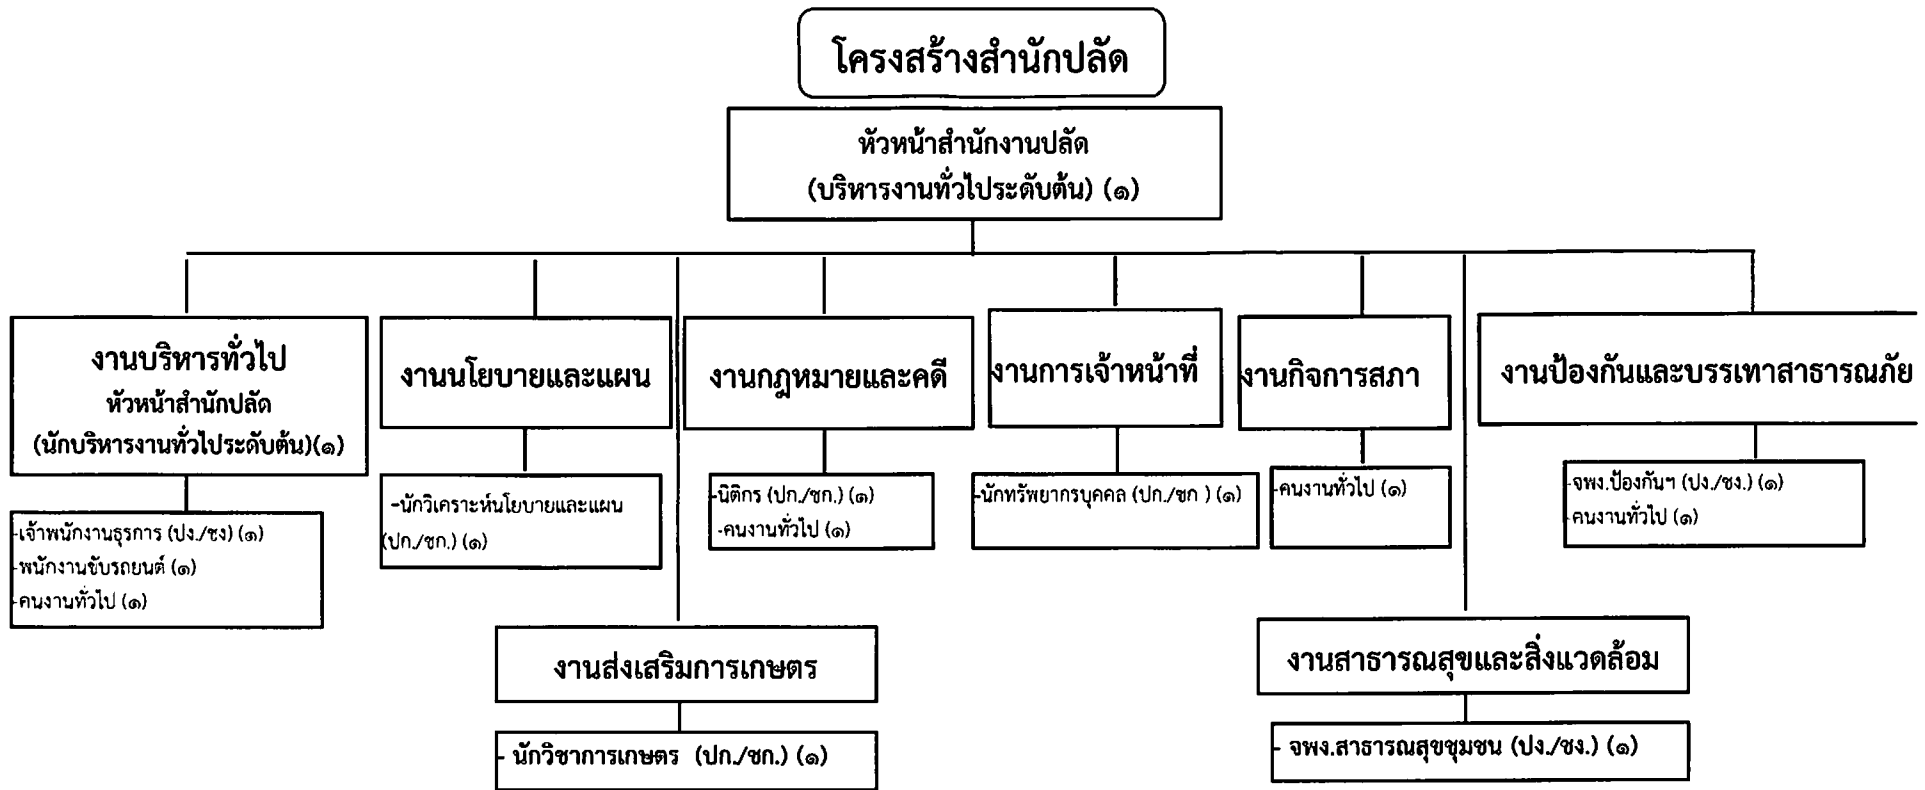 โครงสร้างสำนักปลัด
หัวหน้าสำนักงานปลัด
(บริหารงานทั่วไประดับต้น) (๑)
งานบริหารทั่วไป
หัวหน้าสำนักปลัด
(นักบริหารงานทั่วไประดับต้น)(๑)
-เจ้าพนักงานธุรการ (ปง./ชง) (๑)
-พนักงานขับรถยนต์ (๑)
-คนงานทั่วไป (๑)
งานนโยบายและแผน
-นักวิเคราะห์นโยบายและแผน
(ปก./ชก.) (๑)
งานกฎหมายและคดี
-นิติกร (ปก./ชก.) (๑)
-คนงานทั่วไป (๑)
งานการเจ้าหน้าที่
-นักทรัพยากรบุคคล (ปก./ชก ) (๑)
งานกิจการสภา
-คนงานทั่วไป (๑)
งานป้องกันและบรรเทาสาธารณภัย
-จพง.ป้องกันฯ (ปง./ชง.) (๑)
-คนงานทั่วไป (๑)
งานส่งเสริมการเกษตร
- นักวิชาการเกษตร (ปก./ชก.) (๑)
งานสาธารณสุขและสิ่งแวดล้อม
- จพง.สาธารณสุขชุมชน (ปง./ชง.) (๑)